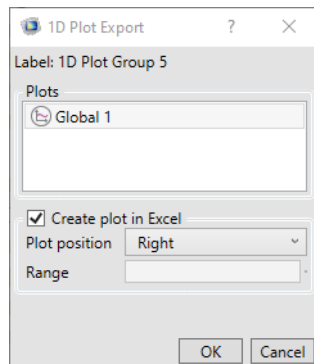 1D Plot Export
Label: 1D Plot Group 5
Plots
Global 1
Create plot in Excel
Plot position Right
Range
OK Cancel